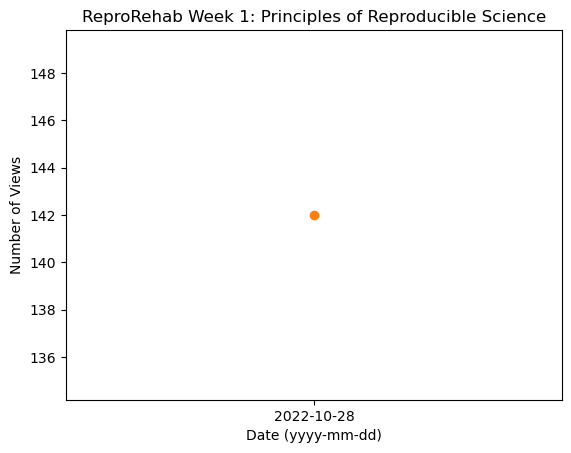 ReproRehab Week 1: Principles of Reproducible Science
148
146
144
142
140
138
136
Number of Views
2022-10-28
Date (yyyy-mm-dd)